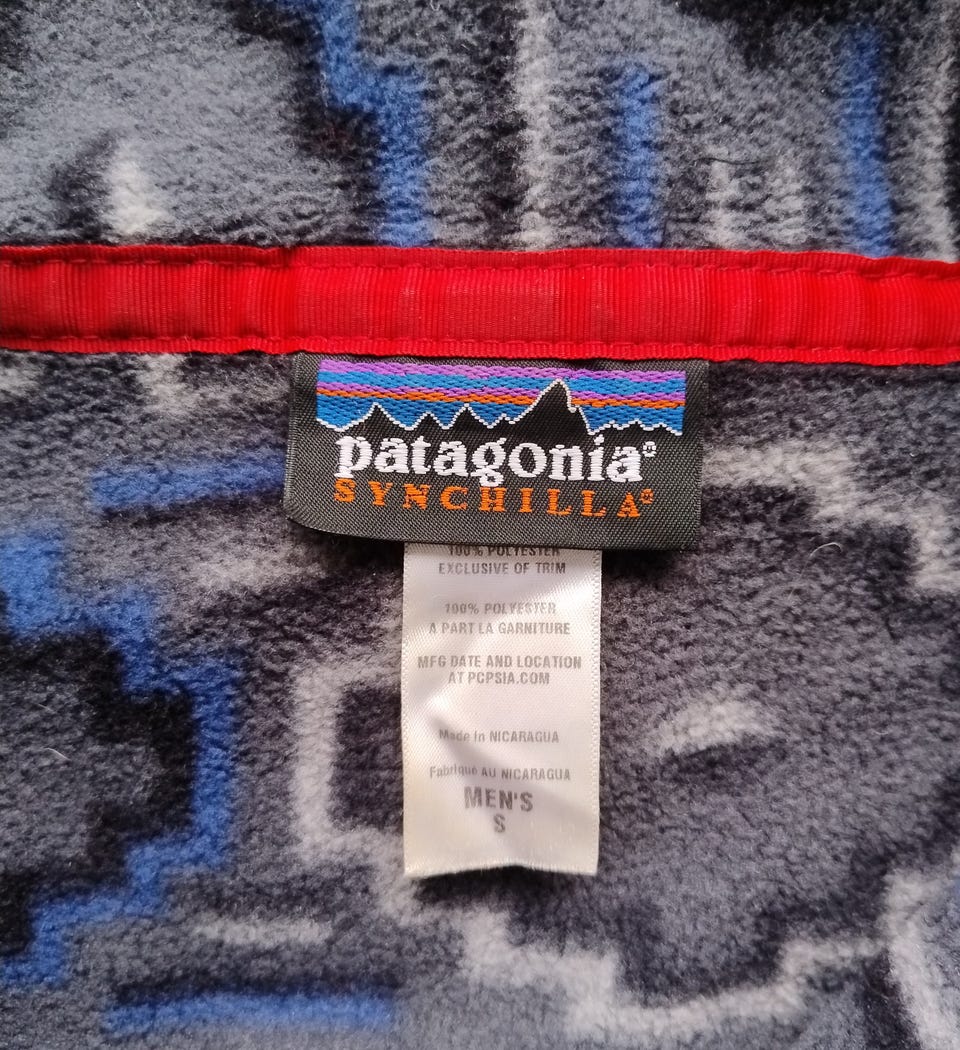 patagonia®
SYNCHILLA®
100% POLYESTER
EXCLUSIVE OF TRIM
100% POLYESTER
A PART LA GARNITURE
MFG DATE AND LOCATION
AT PCPSIA.COM
Made in NICARAGUA
Fabriqué AU NICARAGUA
MEN'S
S